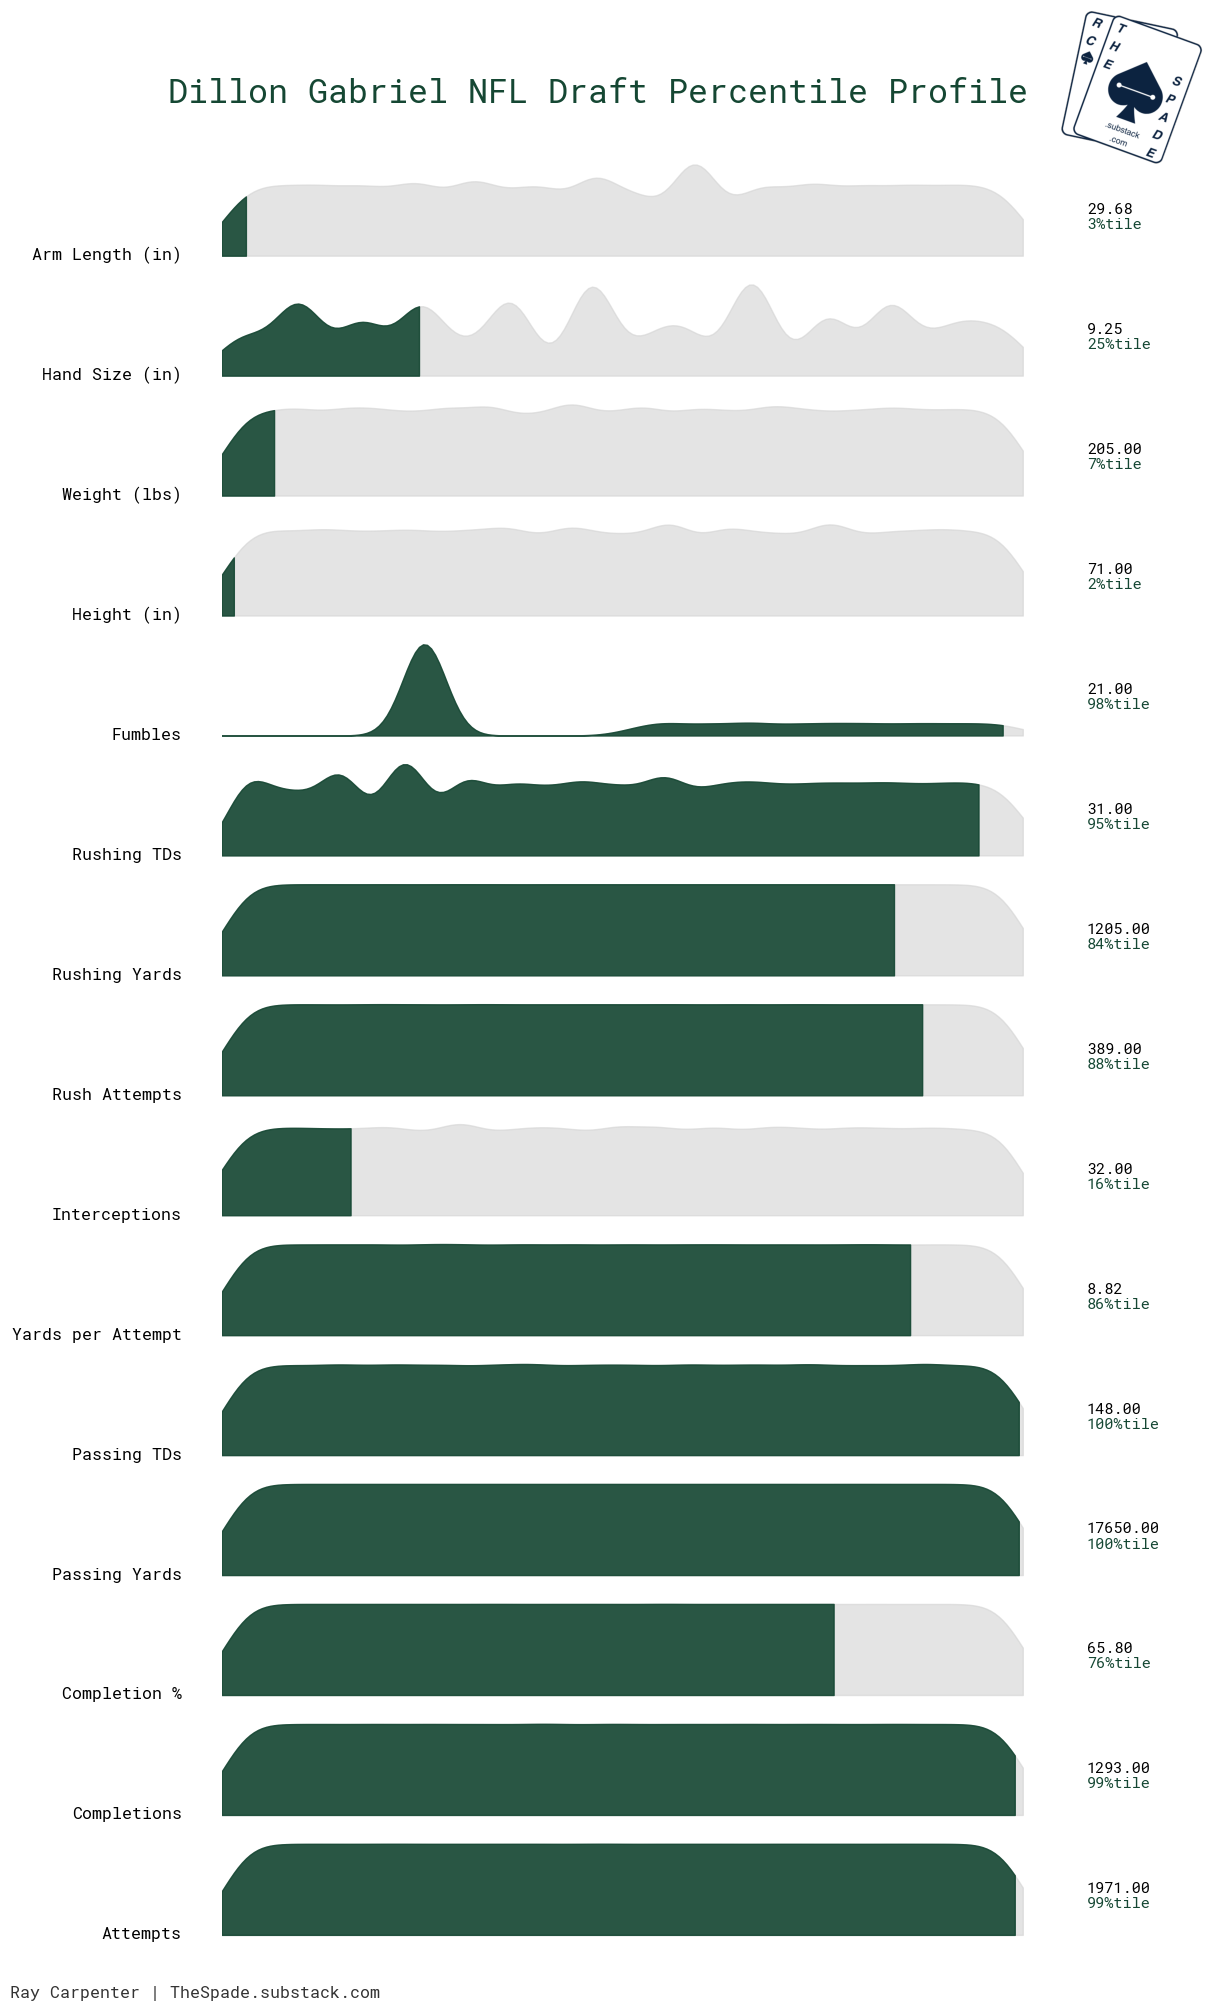 R
C
T
H
E
S
P
A
D
E
.substack
.com
Dillon Gabriel NFL Draft Percentile Profile
Arm Length (in)
29.68
3%tile
Hand Size (in)
9.25
25%tile
Weight (lbs)
205.00
7%tile
Height (in)
71.00
2%tile
Fumbles
21.00
98%tile
Rushing TDs
31.00
95%tile
Rushing Yards
1205.00
84%tile
Rush Attempts
389.00
88%tile
Interceptions
32.00
16%tile
Yards per Attempt
8.82
86%tile
Passing TDs
148.00
100%tile
Passing Yards
17650.00
100%tile
Completion %
65.80
76%tile
Completions
1293.00
99%tile
Attempts
1971.00
99%tile
Ray Carpenter | TheSpade.substack.com